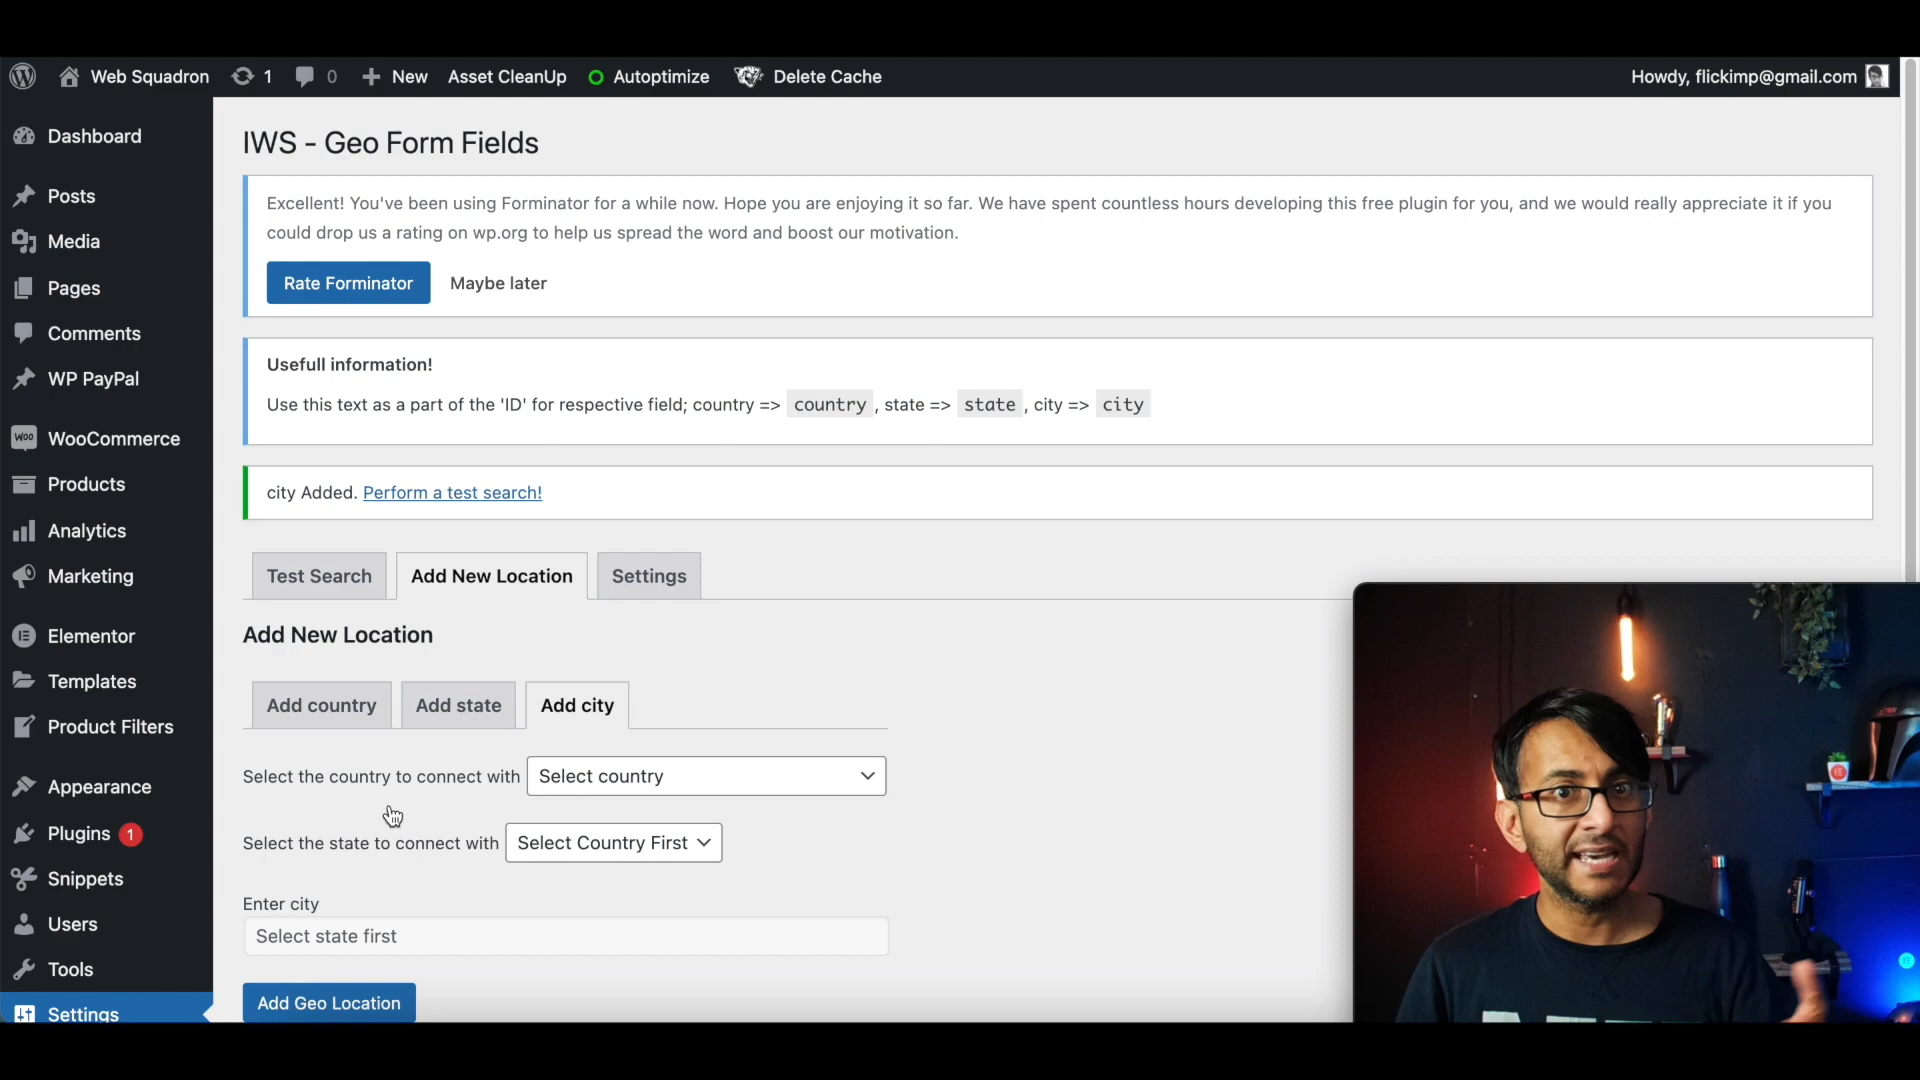 Web Squadron 1 0 New Asset CleanUp Autoptimize Delete Cache Howdy, flickimp@gmail.com
Dashboard
Posts
Media
Pages
Comments
WP PayPal
WOO WooCommerce
Products
Analytics
Marketing
Elementor
Templates
Product Filters
Appearance
Plugins 1
Snippets
Users
Tools
Settings
IWS - Geo Form Fields
Excellent! You've been using Forminator for a while now. Hope you are enjoying it so far. We have spent countless hours developing this free plugin for you, and we would really appreciate it if you
could drop us a rating on wp.org to help us spread the word and boost our motivation.
Rate Forminator Maybe later
Usefull information!
Use this text as a part of the 'ID' for respective field; country => country , state => state , city => city
city Added. Perform a test search!
Test Search Add New Location Settings
Add New Location
Add country Add state Add city
Select the country to connect with Select country
Select the state to connect with Select Country First
Enter city
Select state first
Add Geo Location